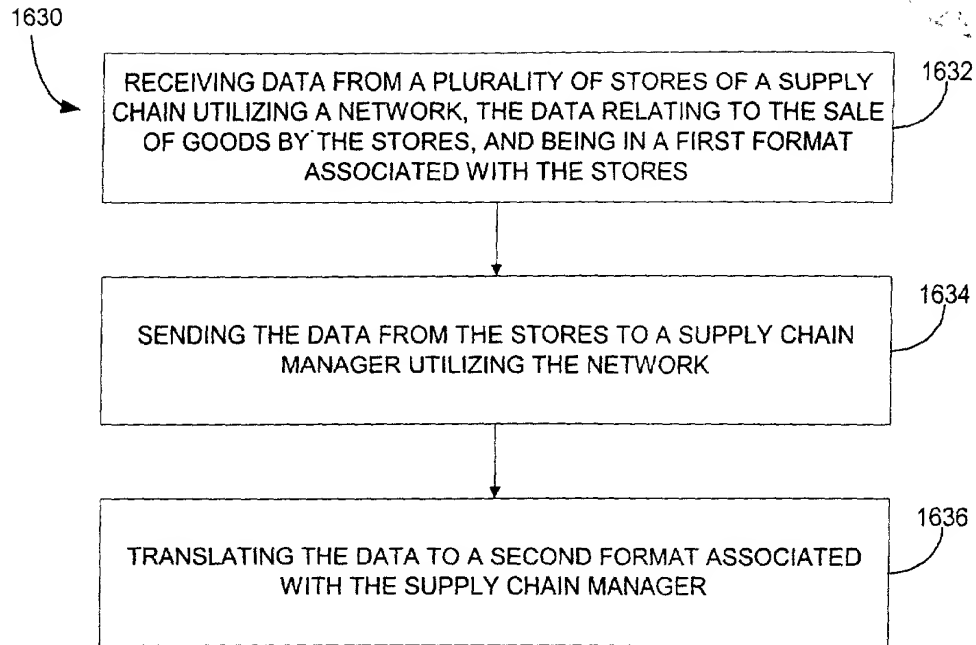 1630
RECEIVING DATA FROM A PLURALITY OF STORES OF A SUPPLY
CHAIN UTILIZING A NETWORK, THE DATA RELATING TO THE SALE
OF GOODS BY THE STORES, AND BEING IN A FIRST FORMAT
ASSOCIATED WITH THE STORES
1632
SENDING THE DATA FROM THE STORES TO A SUPPLY CHAIN
MANAGER UTILIZING THE NETWORK
1634
TRANSLATING THE DATA TO A SECOND FORMAT ASSOCIATED
WITH THE SUPPLY CHAIN MANAGER
1636